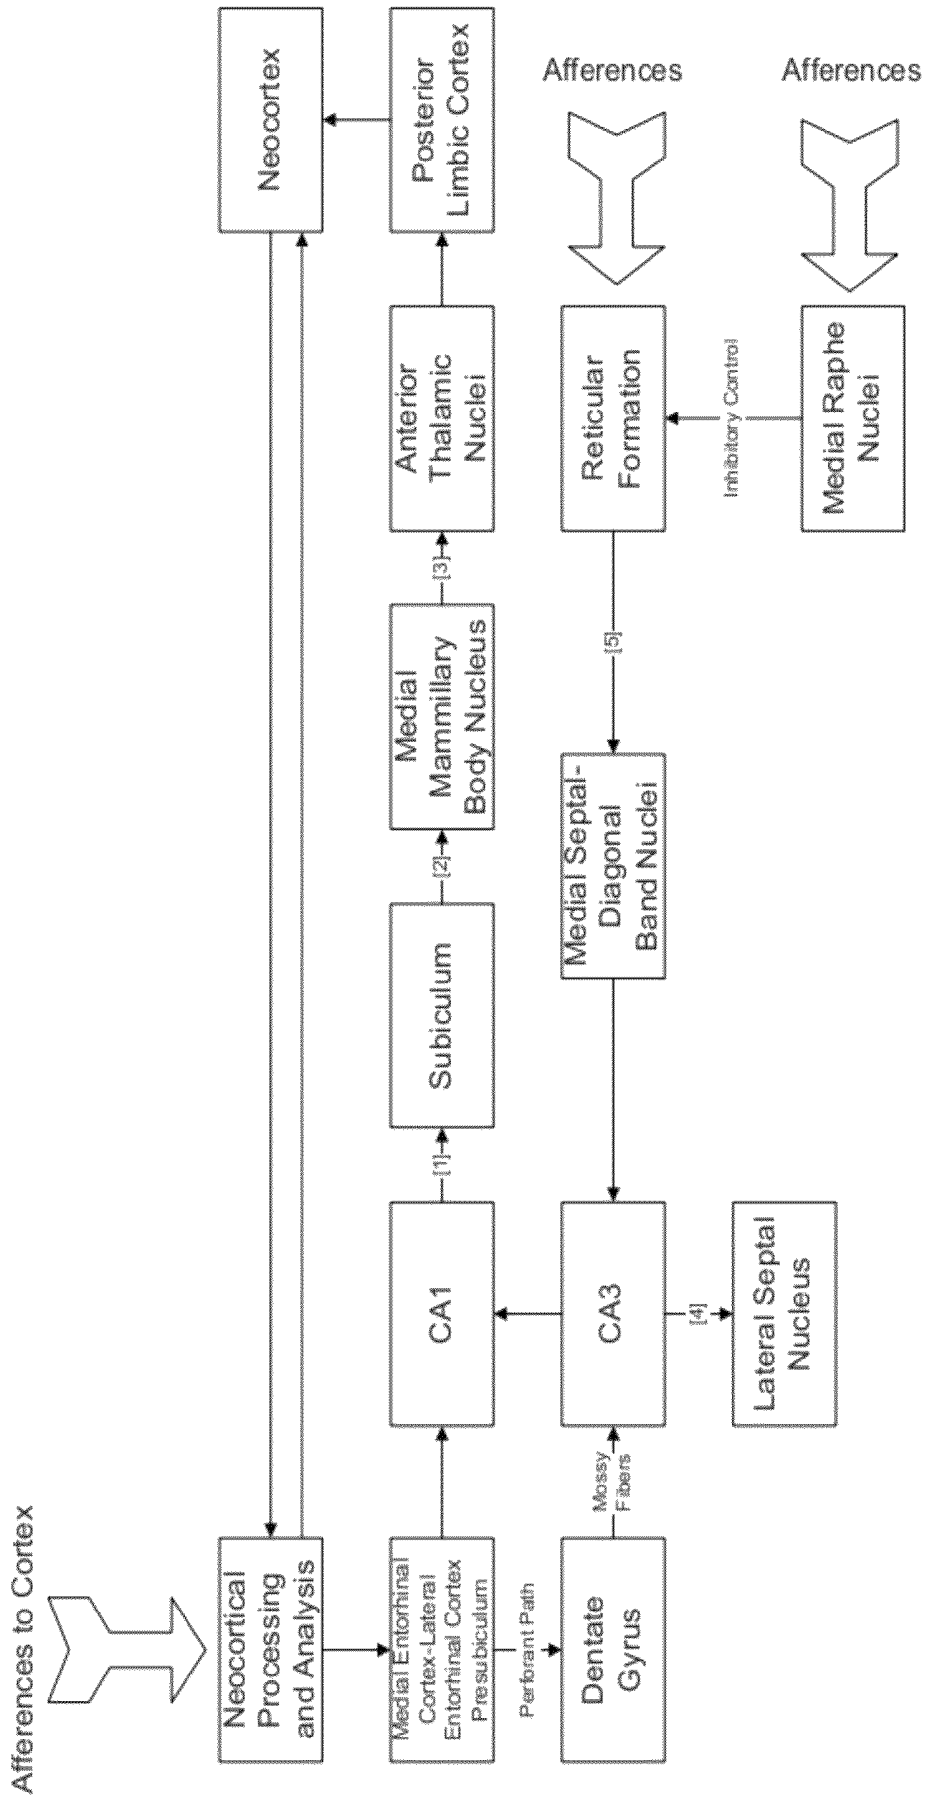 Afferences to Cortex
Neocortical
Processing
and Analysis
Neocortex
Medial Entorhinal
Cortex-Lateral
Entorhinal Cortex
Presubiculum
CA1
[1]
Subiculum
[2]
Medial
Mammillary
Body Nucleus
[3]
Anterior
Thalamic
Nuclei
Posterior
Limbic Cortex
Perforant Path
Dentate
Gyrus
Mossy
Fibers
CA3
Medial Septal-
Diagonal
Band Nuclei
[5]
Reticular
Formation
Afferences
[4]
Lateral Septal
Nucleus
Inhibitory Control
Medial Raphe
Nuclei
Afferences